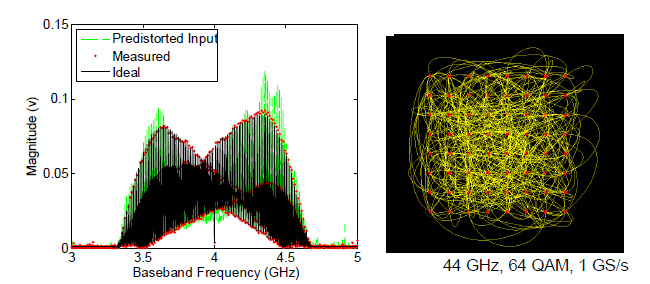 0.15
Predistorted Input
Measured
Ideal
0.1
0.05
0
Magnitude (v)
3
3.5
4
4.5
5
Baseband Frequency (GHz)
44 GHz, 64 QAM, 1 GS/s